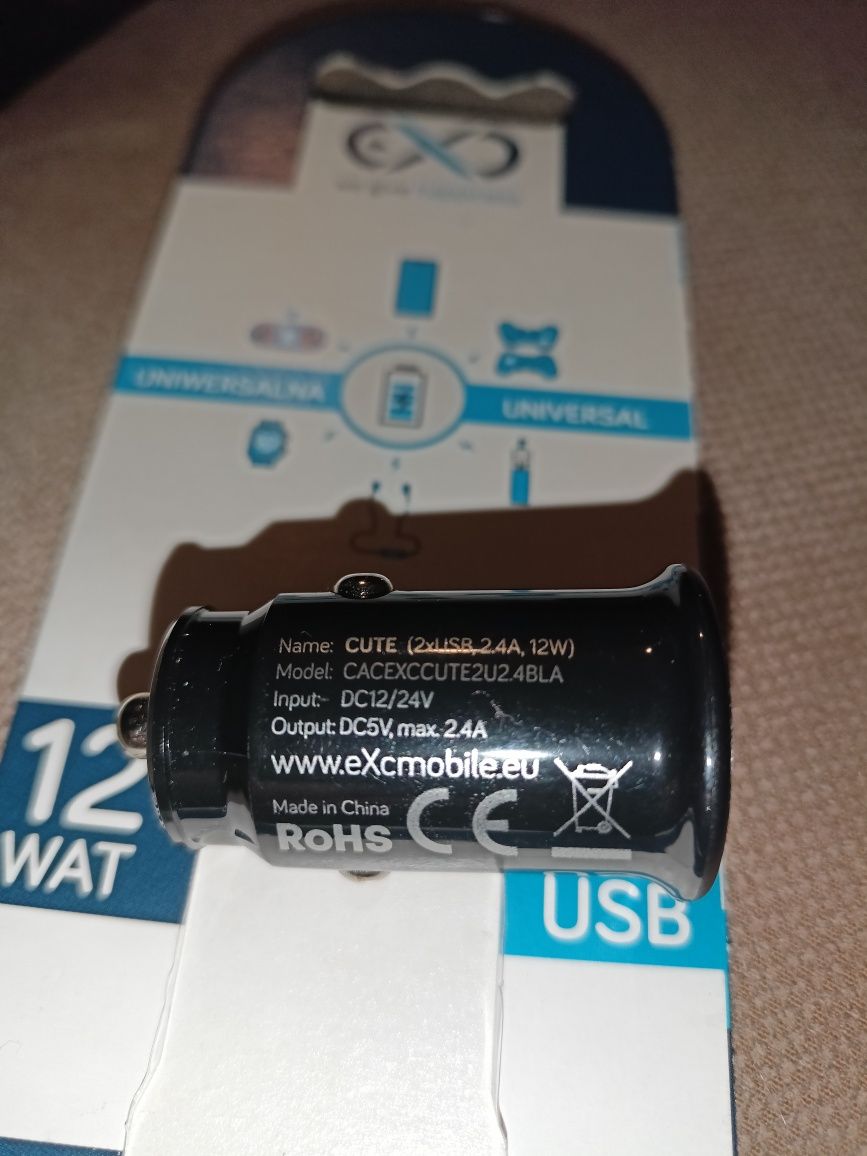 eXc
UNIWERSALNA
UNIVERSAL
Name: CUTE (2xUSB, 2.4A, 12W)
Model: CACEXCCUTE2U2.4BLA
Input:- DC12/24V
Output: DC5V, max. 2.4A
www.eXcmobile.eu
Made in China
RoHS CE
12
WAT
USB